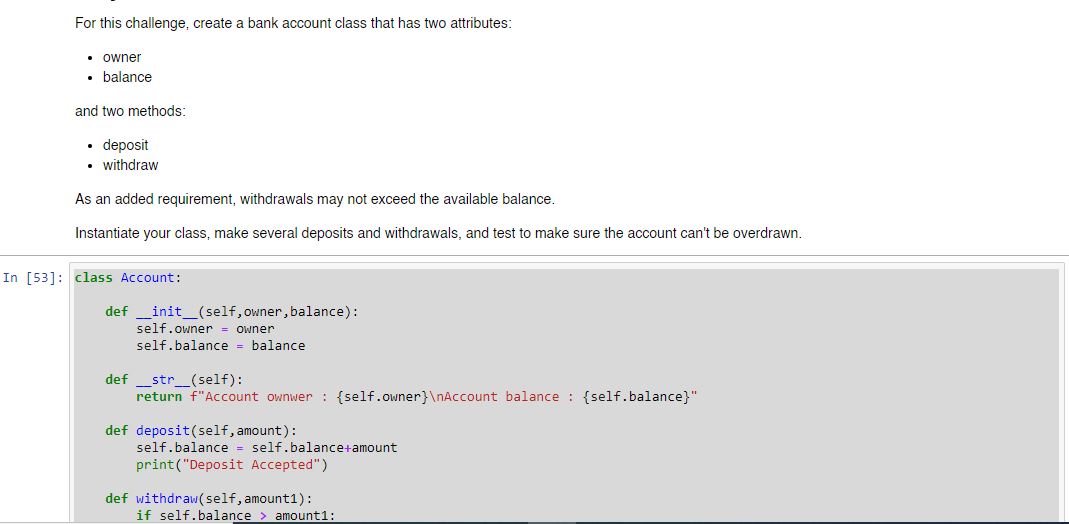 For this challenge, create a bank account class that has two attributes:
• owner
• balance
and two methods:
• deposit
• withdraw
As an added requirement, withdrawals may not exceed the available balance.
Instantiate your class, make several deposits and withdrawals, and test to make sure the account can't be overdrawn.
In [53]: class Account:
def __init__(self,owner,balance):
self.owner = owner
self.balance = balance
def __str__(self):
return f"Account ownwer : {self.owner}\nAccount balance : {self.balance}"
def deposit(self,amount):
self.balance = self.balance+amount
print("Deposit Accepted")
def withdraw(self,amount1):
if self.balance > amount1: